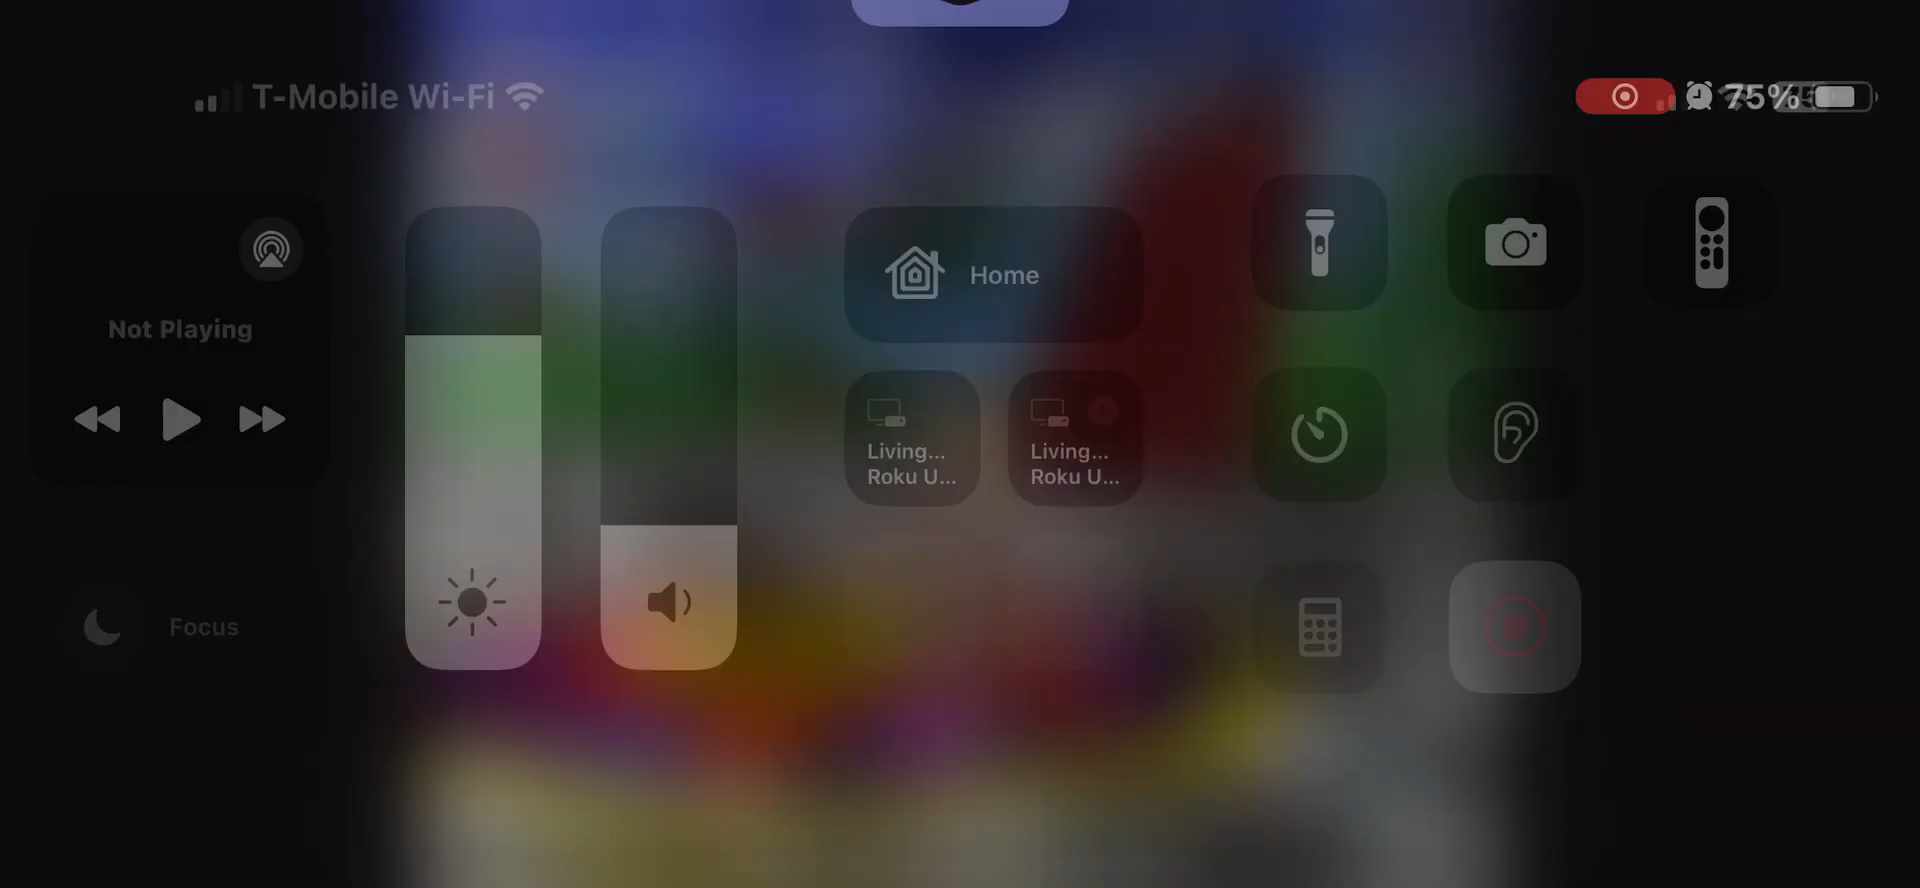 T-Mobile Wi-Fi
75%
Not Playing
Home
Living...
Roku U...
Living...
Roku U...
Focus